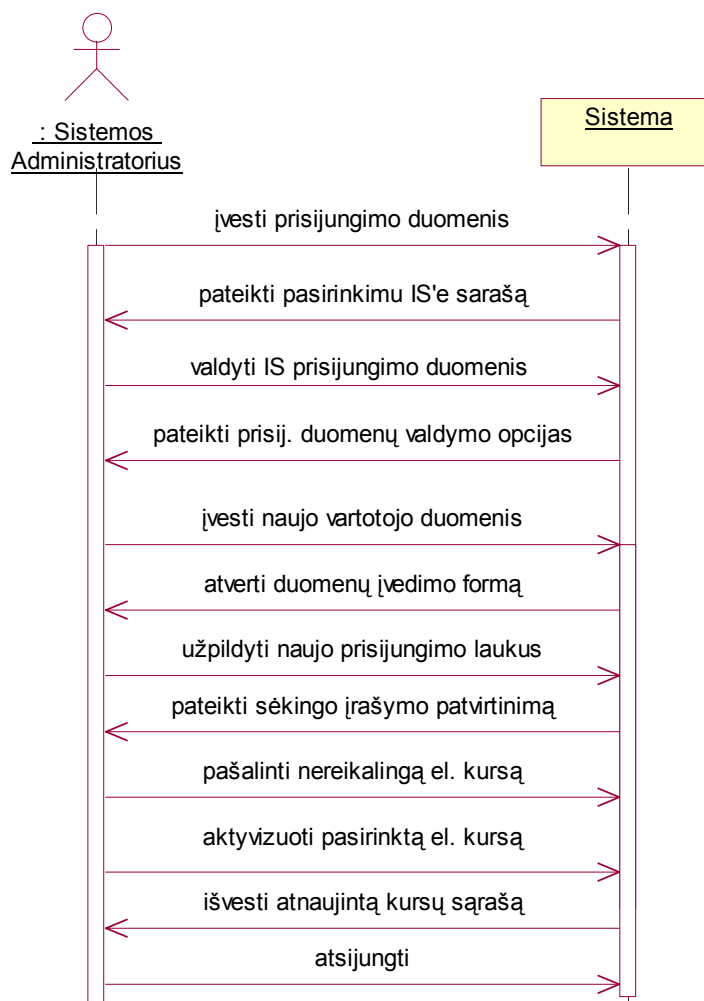 : Sistemos
Administratorius
Sistema
įvesti prisijungimo duomenis
pateikti pasirinkimu IS'e sarašą
valdyti IS prisijungimo duomenis
pateikti prisij. duomenų valdymo opcijas
įvesti naujo vartotojo duomenis
atverti duomenų įvedimo formą
užpildyti naujo prisijungimo laukus
pateikti sėkingo įrašymo patvirtinimą
pašalinti nereikalingą el. kursą
aktyvizuoti pasirinktą el. kursą
išvesti atnaujintą kursų sąrašą
atsijungti